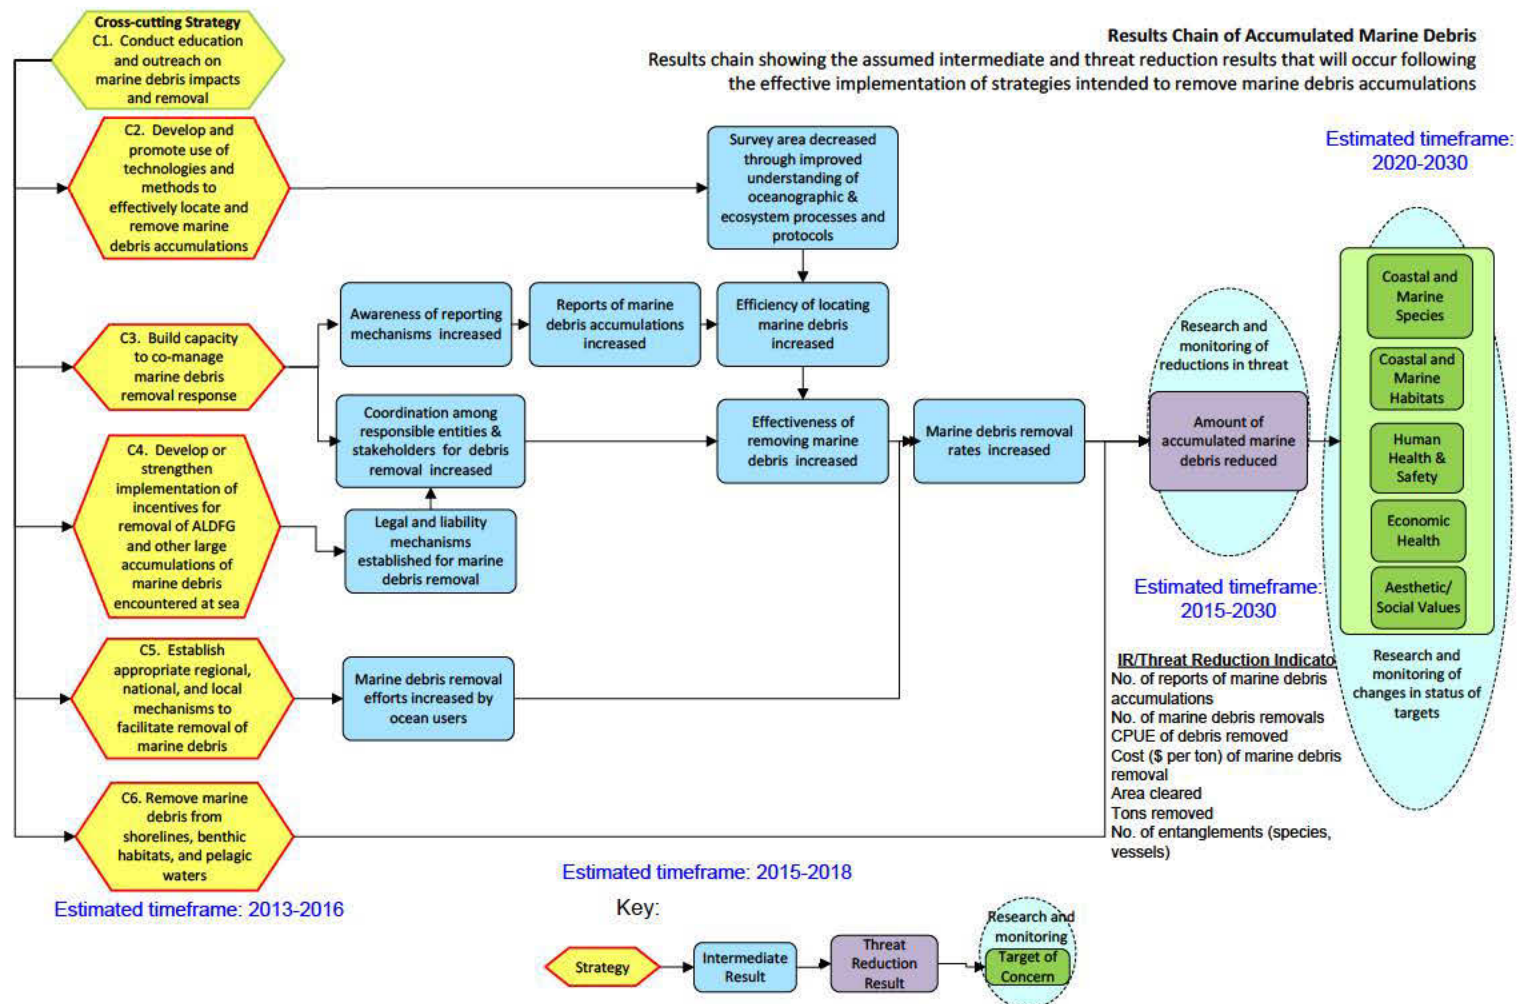 Cross-cutting Strategy
C1. Conduct education
and outreach on
marine debris impacts
and removal
Results Chain of Accumulated Marine Debris
Results chain showing the assumed intermediate and threat reduction results that will occur following
the effective implementation of strategies intended to remove marine debris accumulations
C2. Develop and
promote use of
technologies and
methods to
effectively locate and
remove marine
debris accumulations
Survey area decreased
through improved
understanding of
oceanographic &
ecosystem processes and
protocols
Estimated timeframe:
2020-2030
C3. Build capacity
to co-manage
marine debris
removal response
Awareness of reporting
mechanisms increased
Reports of marine
debris accumulations
increased
Efficiency of locating
marine debris
increased
Coordination among
responsible entities &
stakeholders for debris
removal increased
Effectiveness of
removing marine
debris increased
Marine debris removal
rates increased
Research and
monitoring of
reductions in threat
Amount of
accumulated marine
debris reduced
Coastal and
Marine
Species
Coastal and
Marine
Habitats
Human
Health &
Safety
Economic
Health
Aesthetic/
Social Values
Research and
monitoring of
changes in status of
targets
C4. Develop or
strengthen
implementation of
incentives for
removal of ALDFG
and other large
accumulations of
marine debris
encountered at sea
Legal and liability
mechanisms
established for marine
debris removal
Estimated timeframe:
2015-2030
C5. Establish
appropriate regional,
national, and local
mechanisms to
facilitate removal of
marine debris
Marine debris removal
efforts increased by
ocean users
IR/Threat Reduction Indicato
No. of reports of marine debris
accumulations
No. of marine debris removals
CPUE of debris removed
Cost ($ per ton) of marine debris
removal
Area cleared
Tons removed
No. of entanglements (species,
vessels)
C6. Remove marine
debris from
shorelines, benthic
habitats, and pelagic
waters
Estimated timeframe: 2013-2016
Estimated timeframe: 2015-2018
Key:
Strategy
Intermediate
Result
Threat
Reduction
Result
Research and
monitoring
Target of
Concern